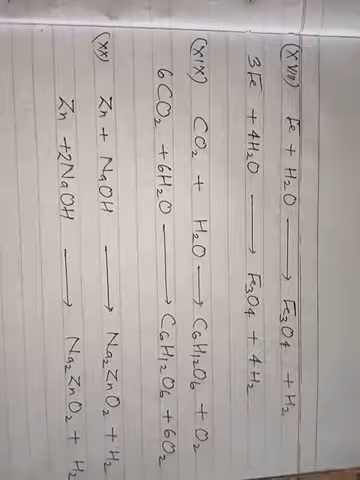 (XVIII) Fe + H₂O ⟶ Fe₃O₄ + H₂
3Fe + 4H₂O ⟶ Fe₃O₄ + 4H₂
(XIX) CO₂ + H₂O ⟶ C₆H₁₂O₆ + O₂
6CO₂ + 6H₂O ⟶ C₆H₁₂O₆ + 6O₂
(XX) Zn + NaOH ⟶ Na₂ZnO₂ + H₂
Zn + 2NaOH ⟶ Na₂ZnO₂ + H₂